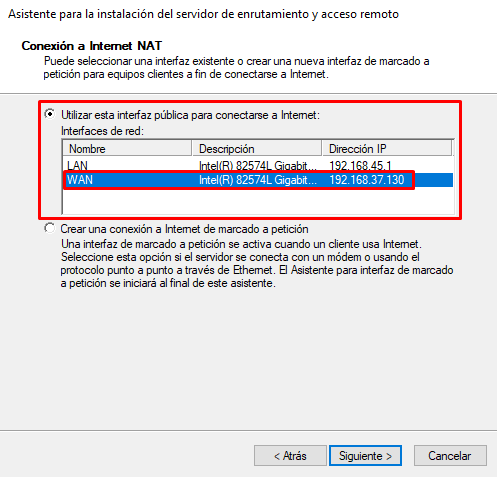 Asistente para la instalación del servidor de enrutamiento y acceso remoto
Conexión a Internet NAT
Puede seleccionar una interfaz existente o crear una nueva interfaz de marcado a
petición para equipos clientes a fin de conectarse a Internet.
Utilizar esta interfaz pública para conectarse a Internet:
Interfaces de red:
Nombre Descripción Dirección IP
LAN Intel(R) 82574L Gigabit... 192.168.45.1
WAN Intel(R) 82574L Gigabit... 192.168.37.130
Crear una conexión a Internet de marcado a petición
Una interfaz de marcado a petición se activa cuando un cliente usa Internet.
Seleccione esta opción si el servidor se conecta con un módem o usando el
protocolo punto a punto a través de Ethernet. El Asistente para interfaz de marcado
a petición se iniciará al final de este asistente.
< Atrás Siguiente > Cancelar